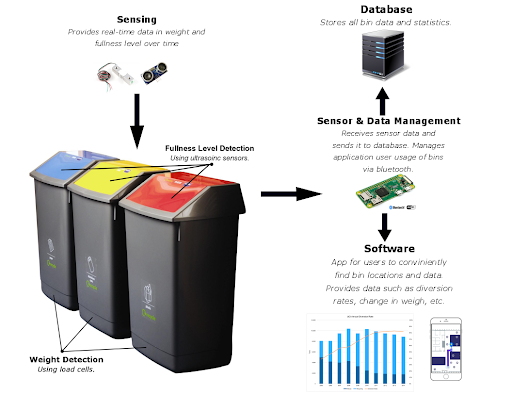 Sensing
Provides real-time data in weight and
fullness level over time
Database
Stores all bin data and statistics.
Sensor & Data Management
Receives sensor data and
sends it to database. Manages
application user usage of bins
via bluetooth.
Fullness Level Detection
Using ultrasoinc sensors.
Software
App for users to conviniently
find bin locations and data.
Provides data such as diversion
rates, change in weigh, etc.
Weight Detection
Using load cells.